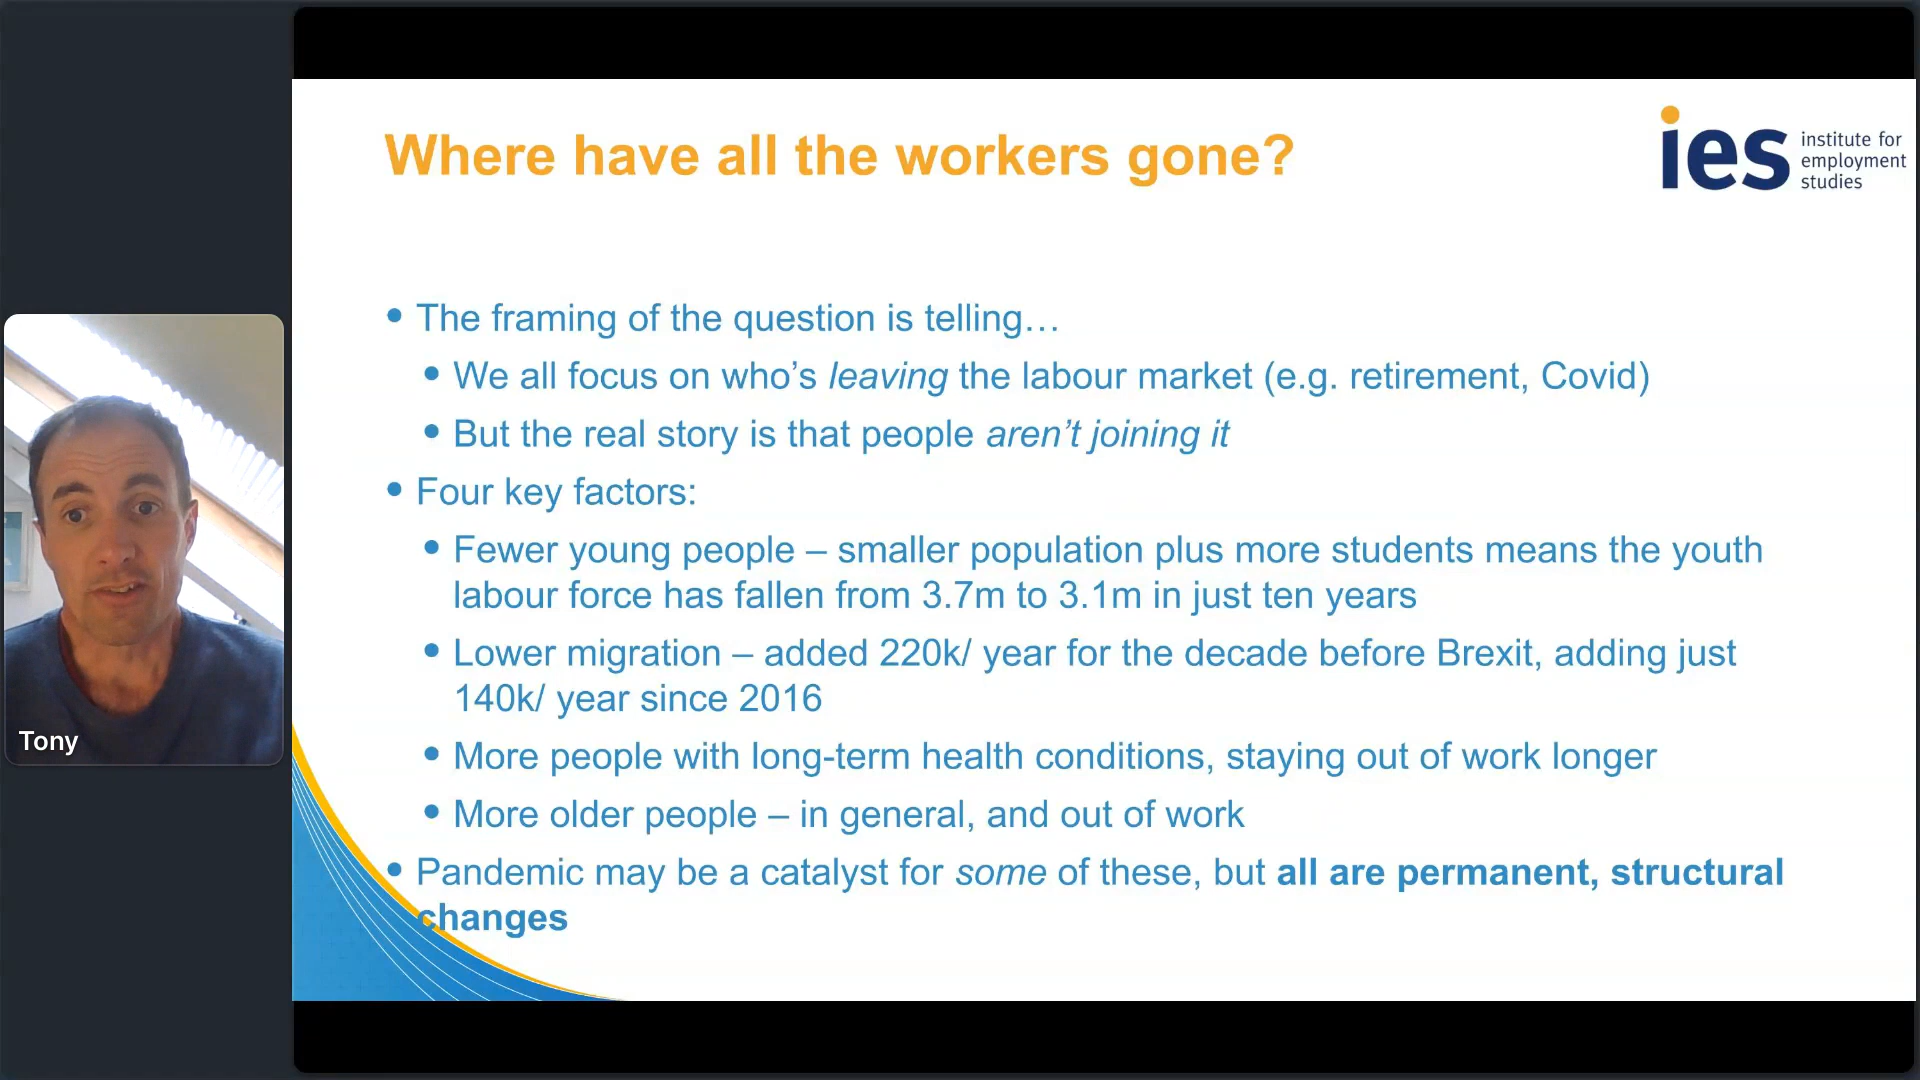 Where have all the workers gone?
ies institute for
employment
studies
• The framing of the question is telling…
• We all focus on who’s leaving the labour market (e.g. retirement, Covid)
• But the real story is that people aren’t joining it
• Four key factors:
• Fewer young people – smaller population plus more students means the youth
labour force has fallen from 3.7m to 3.1m in just ten years
• Lower migration – added 220k/ year for the decade before Brexit, adding just
140k/ year since 2016
• More people with long-term health conditions, staying out of work longer
• More older people – in general, and out of work
• Pandemic may be a catalyst for some of these, but all are permanent, structural
changes
Tony